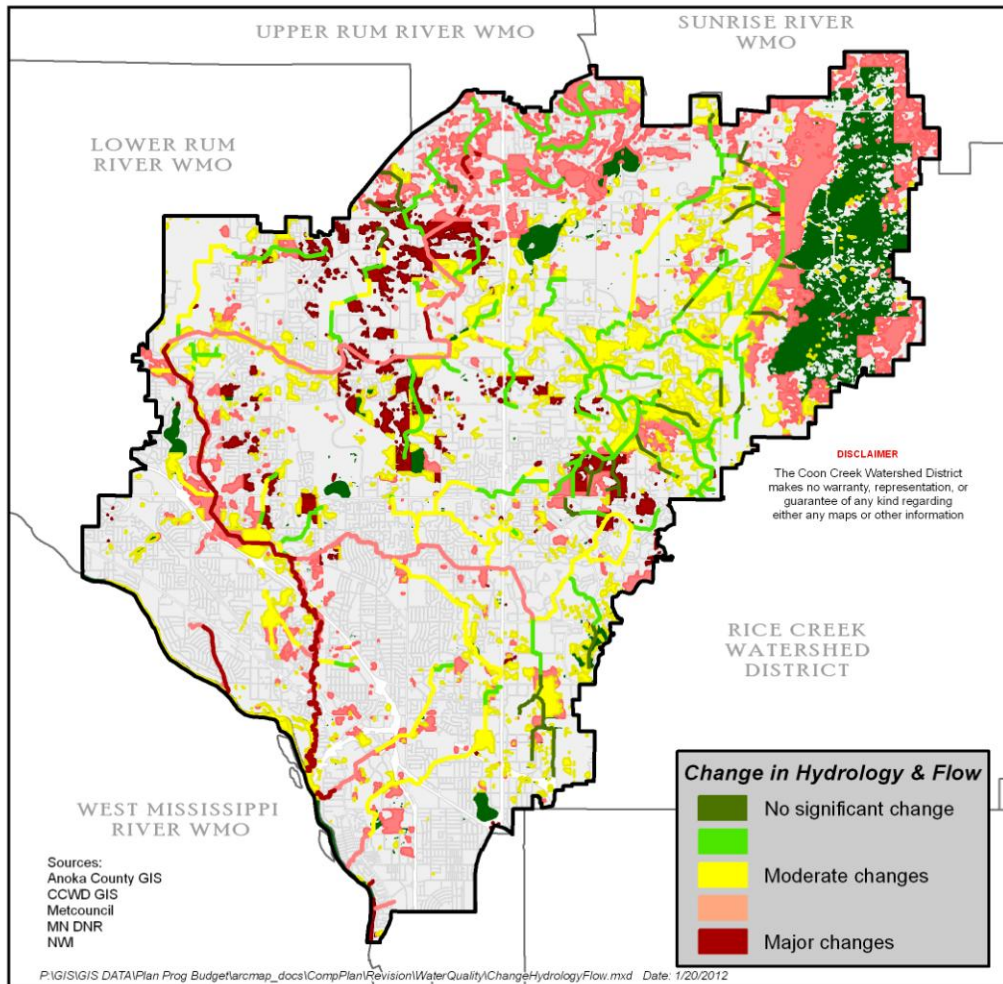 UPPER RUM RIVER WMO
SUNRISE RIVER
WMO
LOWER RUM
RIVER WMO
DISCLAIMER
The Coon Creek Watershed District
makes no warranty, representation, or
guarantee of any kind regarding
either any maps or other information
RICE CREEK
WATERSHED
DISTRICT
WEST MISSISSIPPI
RIVER WMO
Change in Hydrology & Flow
No significant change
Moderate changes
Major changes
Sources:
Anoka County GIS
CCWD GIS
Metcouncil
MN DNR
NWI
P:\GIS\GIS DATA\Plan Prog Budget\arcmap_docs\CompPlan\Revision\WaterQuality\ChangeHydrologyFlow.mxd Date: 1/20/2012